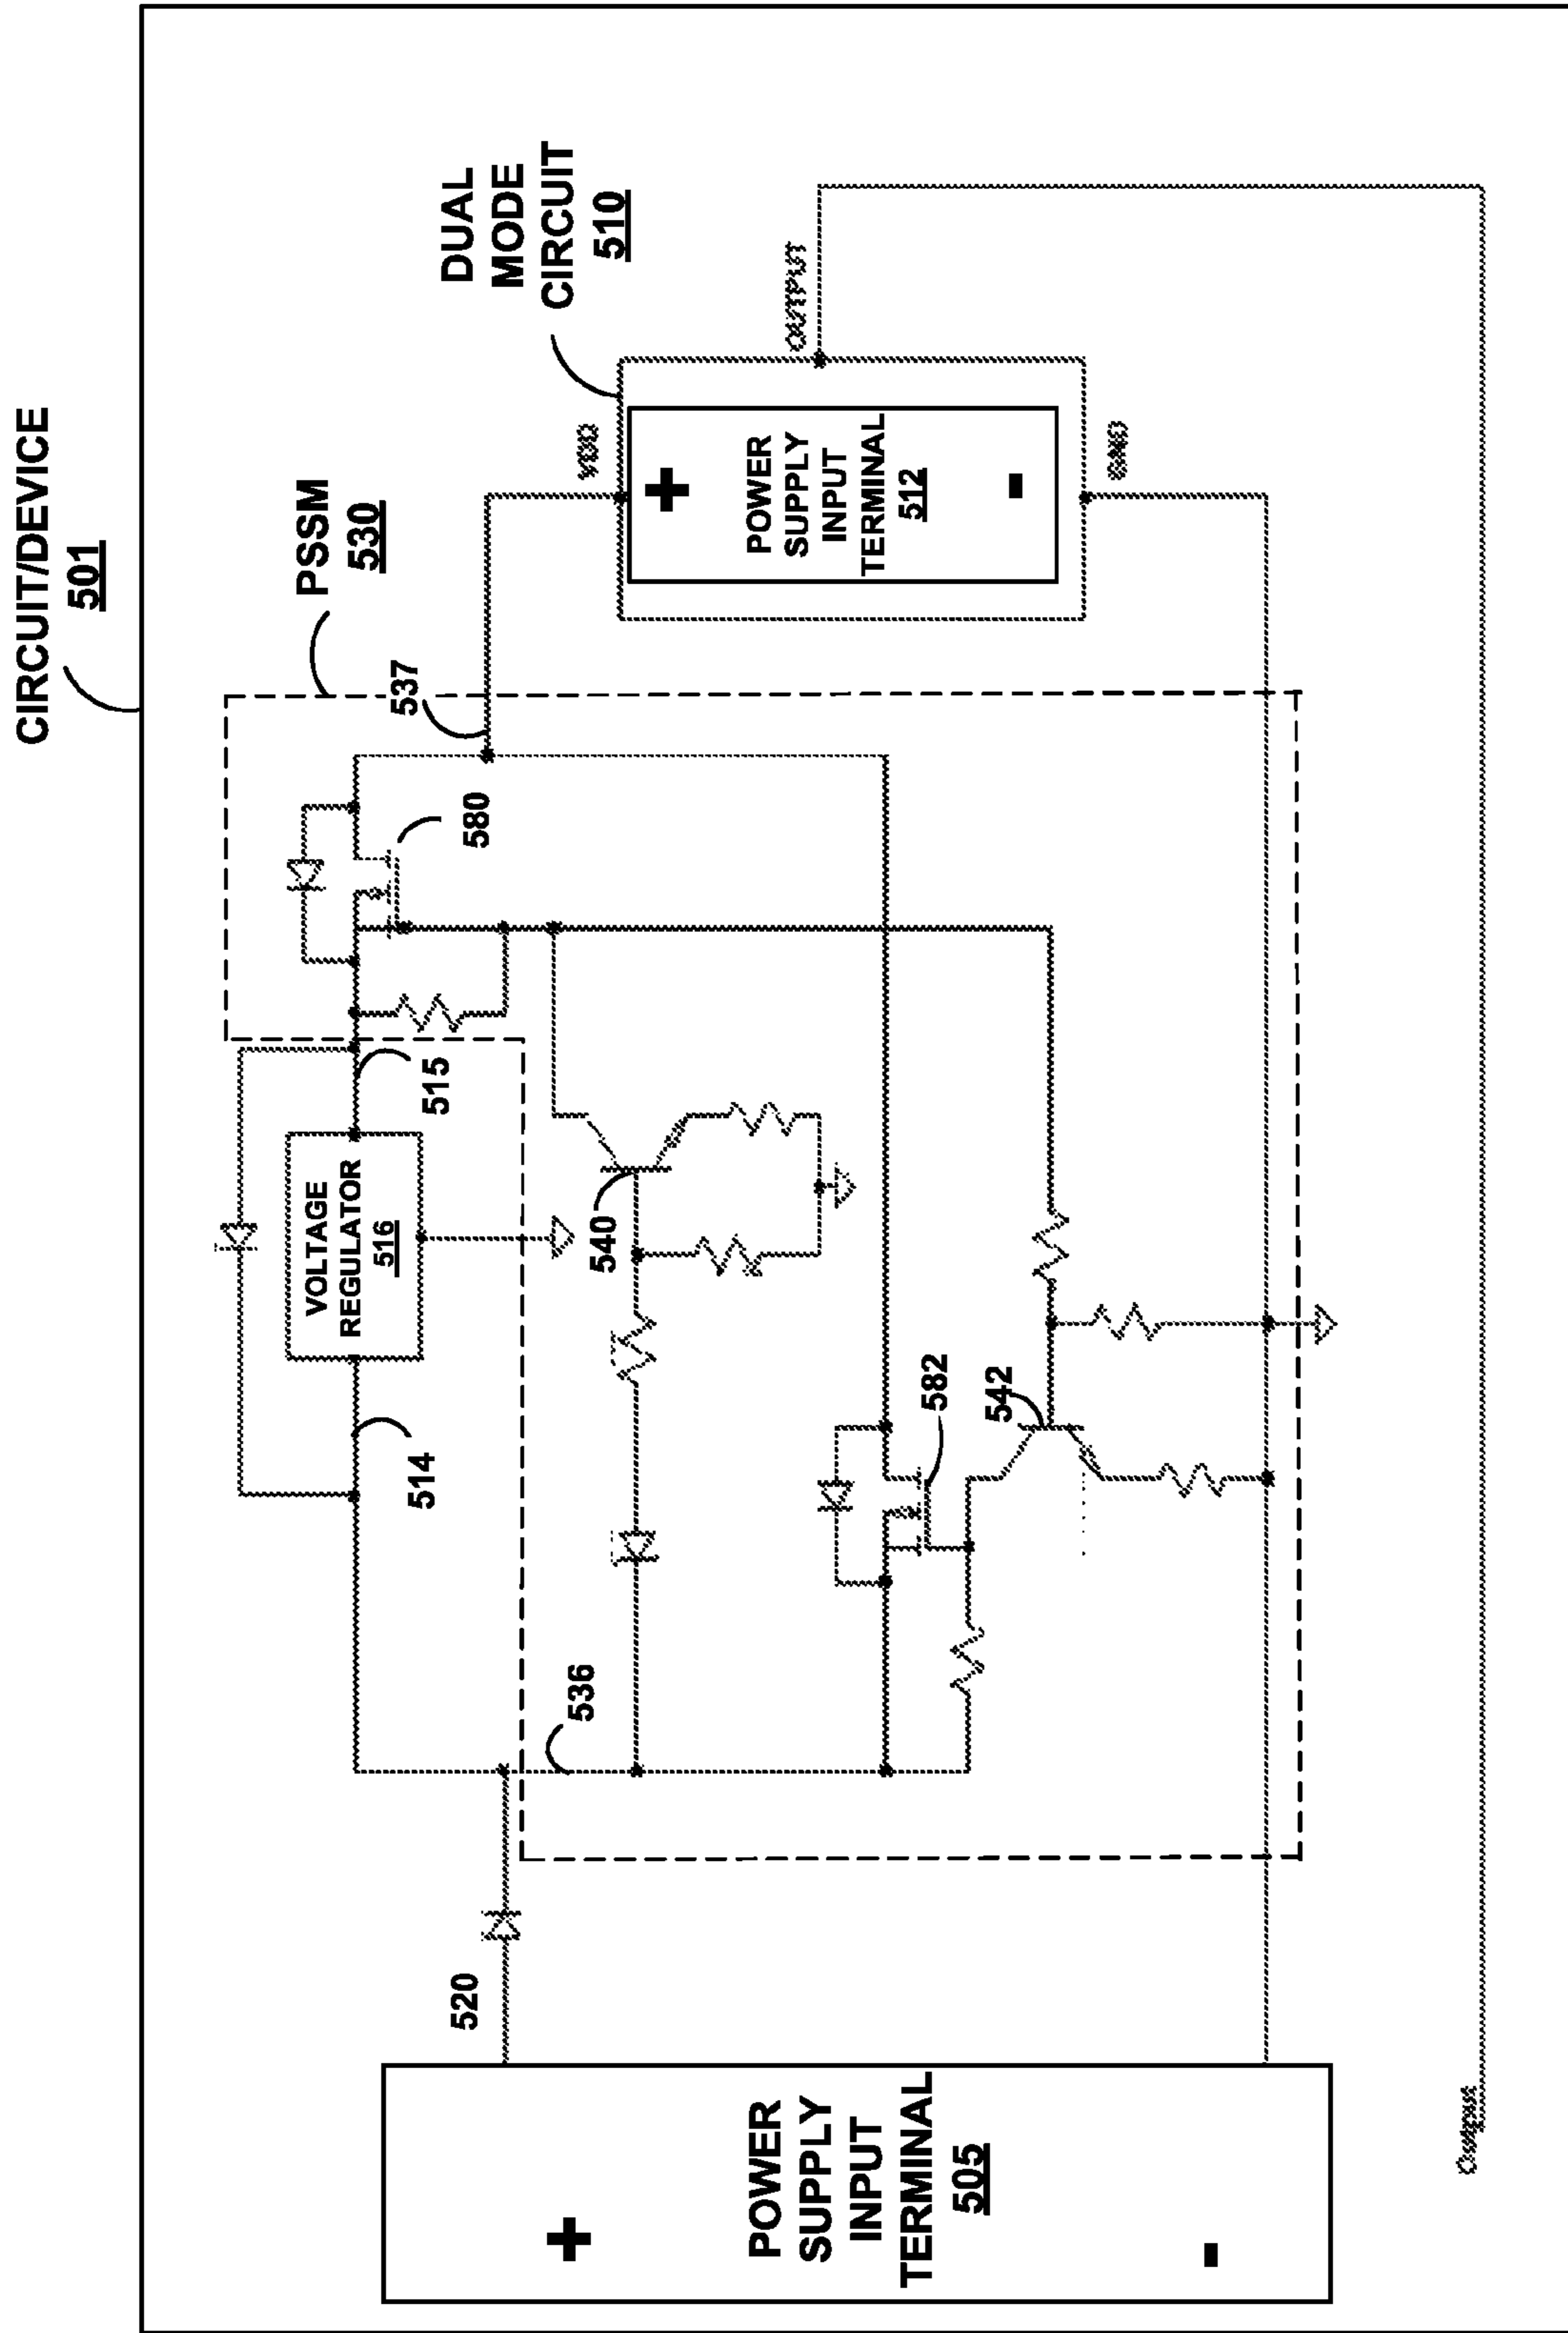 CIRCUIT/DEVICE
501
PSSM
530
DUAL
MODE
CIRCUIT
510
VOLTAGE
REGULATOR
516
514
515
580
537
VDD
OUTPUT
+
POWER
SUPPLY
INPUT
TERMINAL
512
-
GND
520
536
540
582
542
+
POWER
SUPPLY
INPUT
TERMINAL
505
-
Output